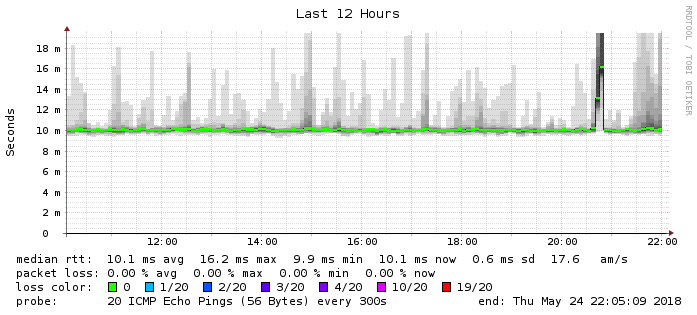 Last 12 Hours
RRDTOOL / TOBI OETIKER
Seconds
18 m
16 m
14 m
12 m
10 m
8 m
6 m
4 m
2 m
0
12:00 14:00 16:00 18:00 20:00 22:00
median rtt: 10.1 ms avg 16.2 ms max 9.9 ms min 10.1 ms now 0.6 ms sd 17.6 am/s
packet loss: 0.00 % avg 0.00 % max 0.00 % min 0.00 % now
loss color: 0 1/20 2/20 3/20 4/20 10/20 19/20
probe: 20 ICMP Echo Pings (56 Bytes) every 300s end: Thu May 24 22:05:09 2018